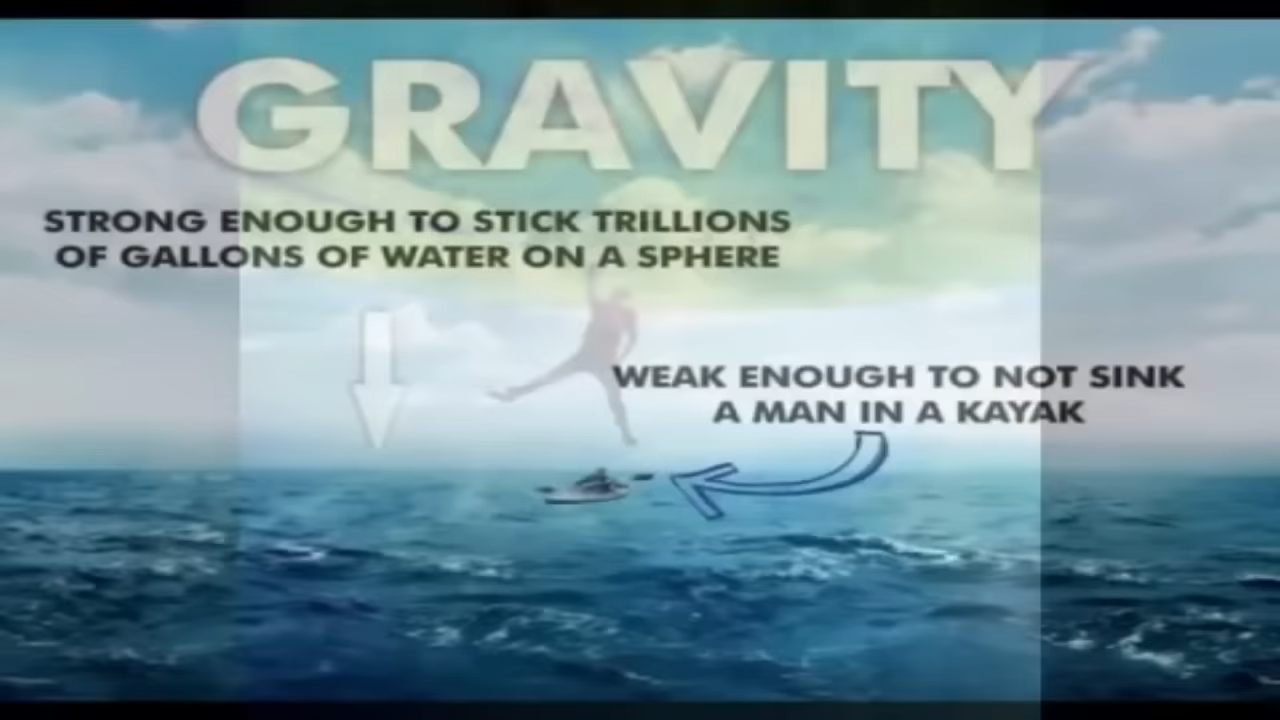 GRAVITY
STRONG ENOUGH TO STICK TRILLIONS
OF GALLONS OF WATER ON A SPHERE
WEAK ENOUGH TO NOT SINK
A MAN IN A KAYAK